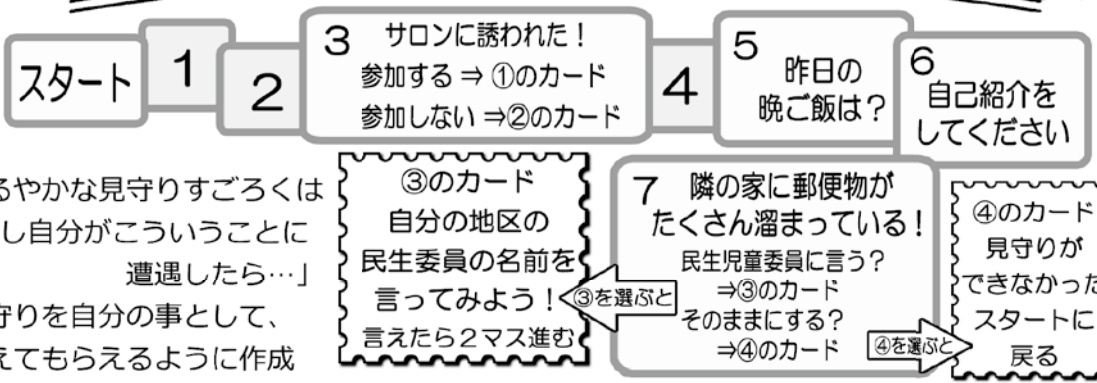 スタート
1
2
3 サロンに誘われた！
参加する ⇒ ①のカード
参加しない ⇒②のカード
4
5
昨日の
晩ご飯は？
6
自己紹介を
してください
るやかな見守りすごろくは
し自分がこういうことに
遭遇したら…」
守りを自分の事として、
えてもらえるように作成
③のカード
自分の地区の
民生委員の名前を
言ってみよう！
言えたら２マス進む
③を選ぶと
7 隣の家に郵便物が
たくさん溜まっている！
民生児童委員に言う？
⇒③のカード
そのままにする？
⇒④のカード
④を選ぶと
④のカード
見守りが
できなかった
スタートに
戻る